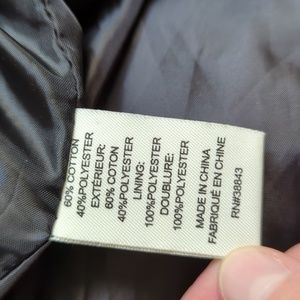 60% COTTON
40%POLYESTER
EXTÉRIEUR:
60% COTON
40%POLYESTER
LINING:
100%POLYESTER
DOUBLURE:
100%POLYESTER
MADE IN CHINA
FABRIQUÉ EN CHINE
RN#38843